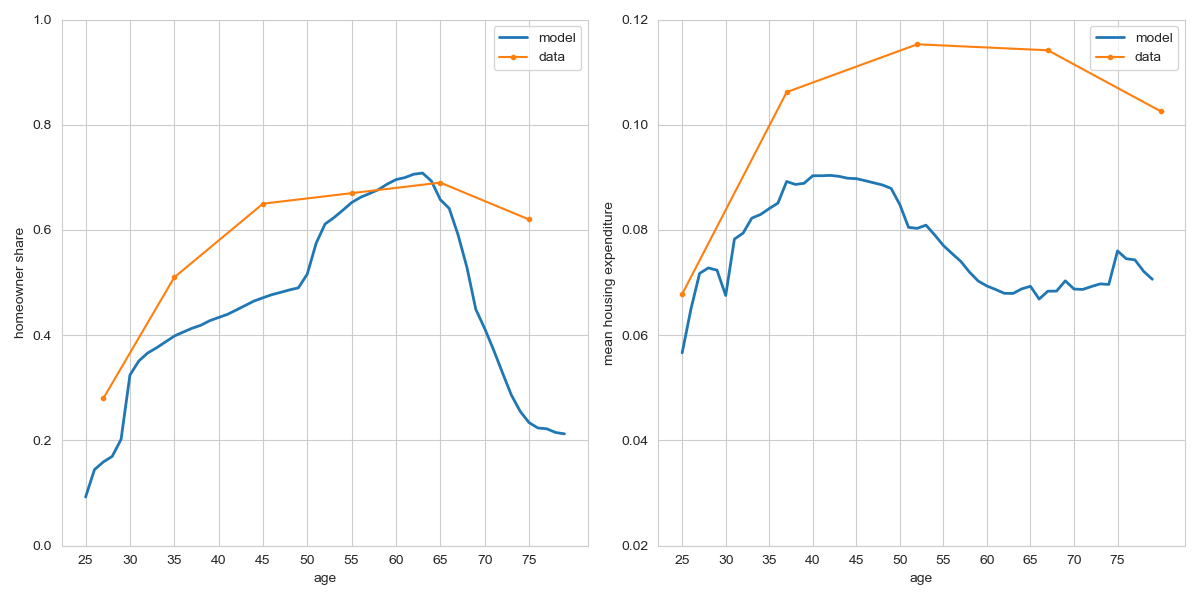 1.0
0.8
0.6
0.4
0.2
0.0
homeowner share
25 30 35 40 45 50 55 60 65 70 75
age
model
data
0.12
0.10
0.08
0.06
0.04
0.02
mean housing expenditure
25 30 35 40 45 50 55 60 65 70 75
age
model
data